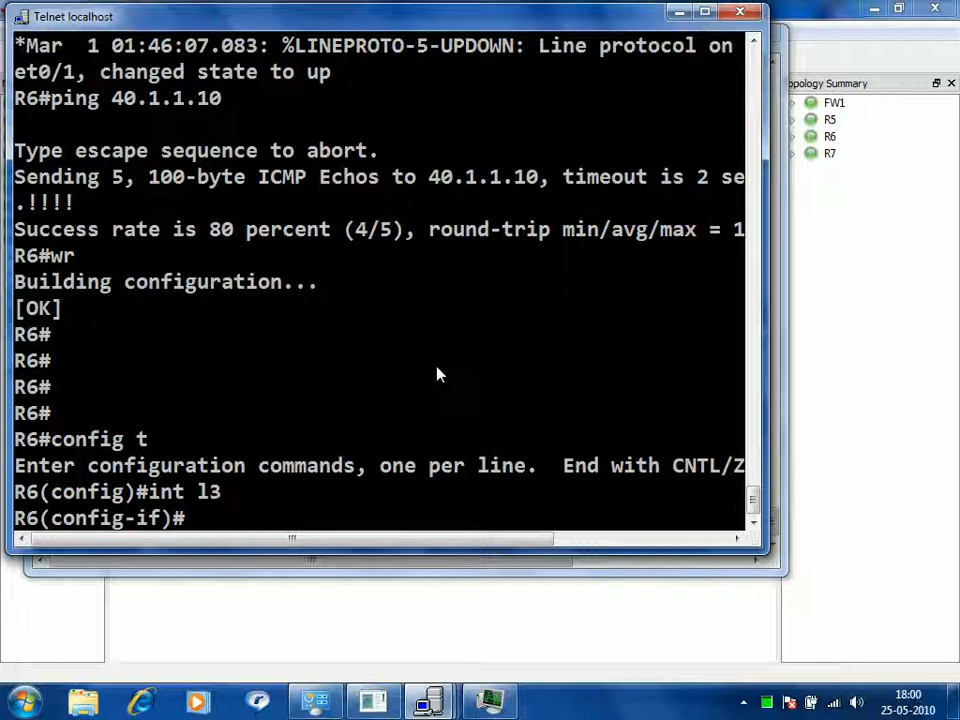 Telnet localhost
*Mar  1 01:46:07.083: %LINEPROTO-5-UPDOWN: Line protocol on
et0/1, changed state to up
R6#ping 40.1.1.10
Type escape sequence to abort.
Sending 5, 100-byte ICMP Echos to 40.1.1.10, timeout is 2 se
.!!!!
Success rate is 80 percent (4/5), round-trip min/avg/max = 1
R6#wr
Building configuration...
[OK]
R6#
R6#
R6#
R6#
R6#config t
Enter configuration commands, one per line.  End with CNTL/Z
R6(config)#int l3
R6(config-if)#
opology Summary
FW1
R5
R6
R7
18:00
25-05-2010